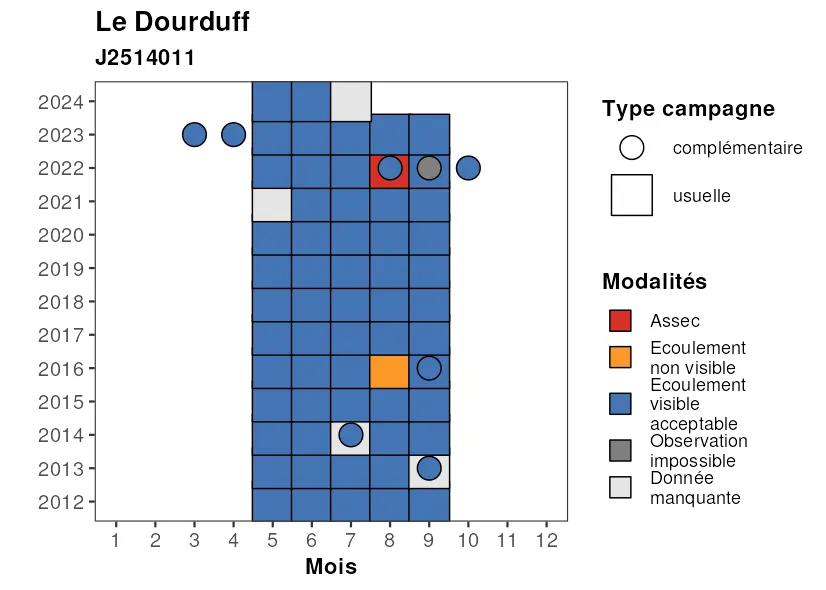 Le Dourduff
J2514011
2024
2023
2022
2021
2020
2019
2018
2017
2016
2015
2014
2013
2012
1 2 3 4 5 6 7 8 9 10 11 12
Mois
Type campagne
complémentaire
usuelle
Modalités
Assec
Ecoulement
non visible
Ecoulement
visible
acceptable
Observation
impossible
Donnée
manquante